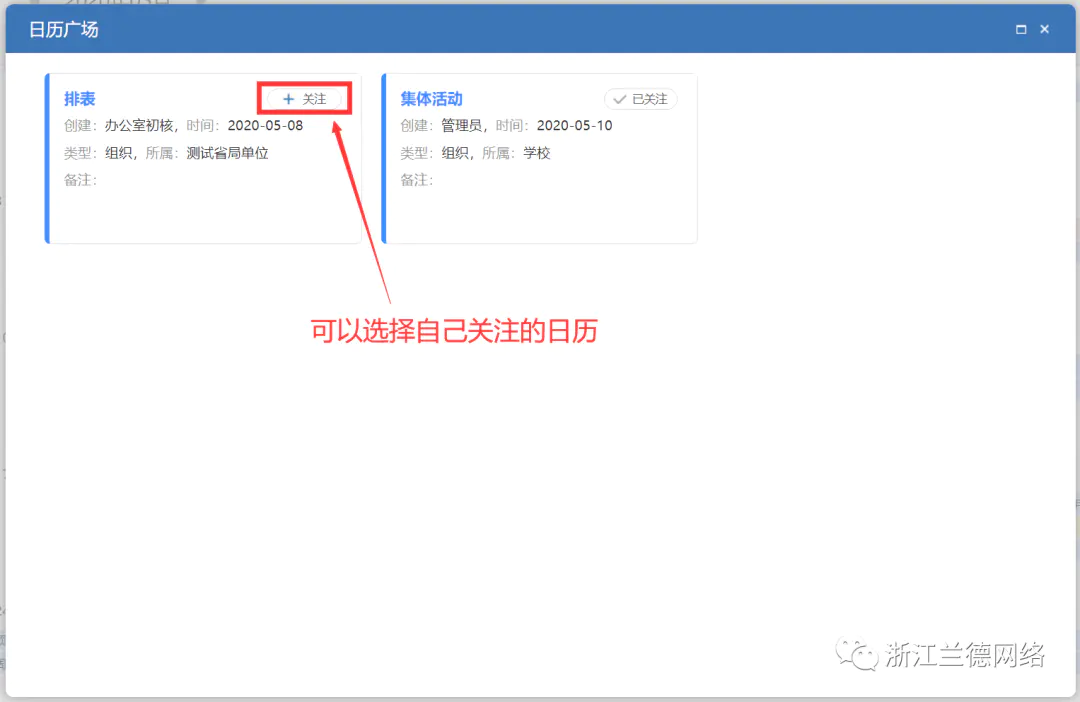 日历广场
排表
+ 关注
创建：办公室初核，时间：2020-05-08
类型：组织，所属：测试省局单位
备注：
集体活动
已关注
创建：管理员，时间：2020-05-10
类型：组织，所属：学校
备注：
可以选择自己关注的日历
浙江兰德网络